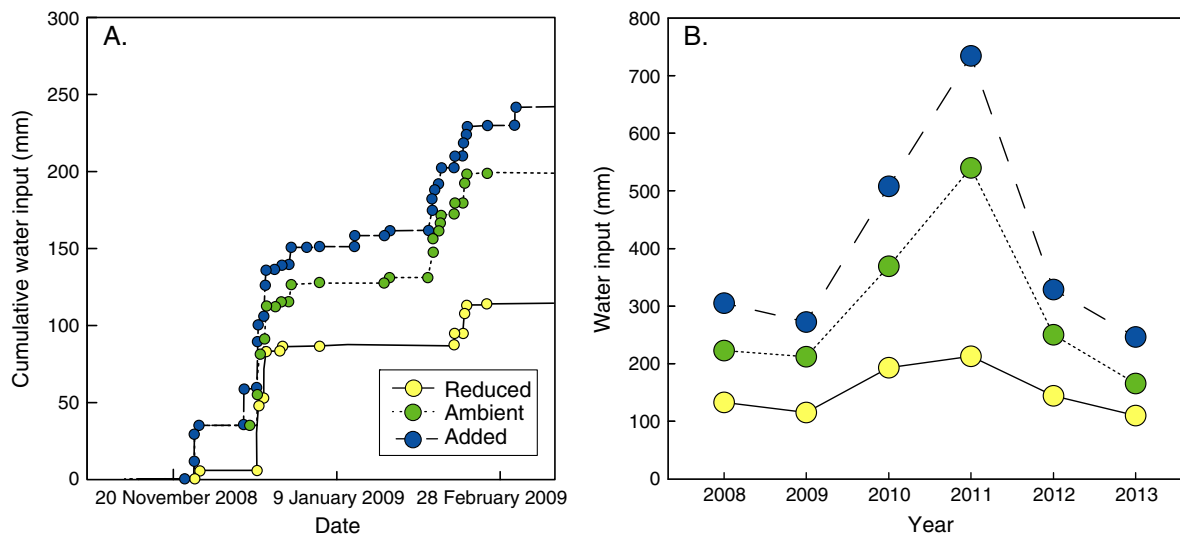 A.
300
250
200
150
100
50
0
Cumulative water input (mm)
Reduced
Ambient
Added
20 November 2008 9 January 2009 28 February 2009
Date
B.
800
700
600
500
400
300
200
100
0
Water input (mm)
2008 2009 2010 2011 2012 2013
Year